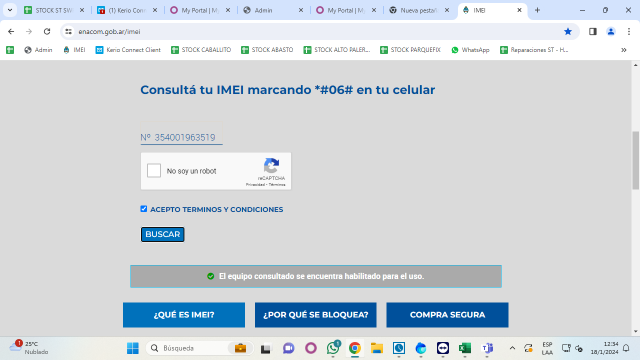 STOCK ST SW
(1) Kerio Conn
My Portal | M
Admin
My Portal | M
Nueva pestañ
IMEI
enacom.gob.ar/imei
Admin
IMEI
Kerio Connect Client
STOCK CABALLITO
STOCK ABASTO
STOCK ALTO PALER...
STOCK PARQUEFIX
WhatsApp
Reparaciones ST - H...
Consultá tu IMEI marcando *#06# en tu celular
Nº 354001963519
No soy un robot
reCAPTCHA
Privacidad - Términos
ACEPTO TERMINOS Y CONDICIONES
BUSCAR
El equipo consultado se encuentra habilitado para el uso.
¿QUÉ ES IMEI?
¿POR QUÉ SE BLOQUEA?
COMPRA SEGURA
25°C
Nublado
Búsqueda
ESP
LAA
12:34
18/1/2024